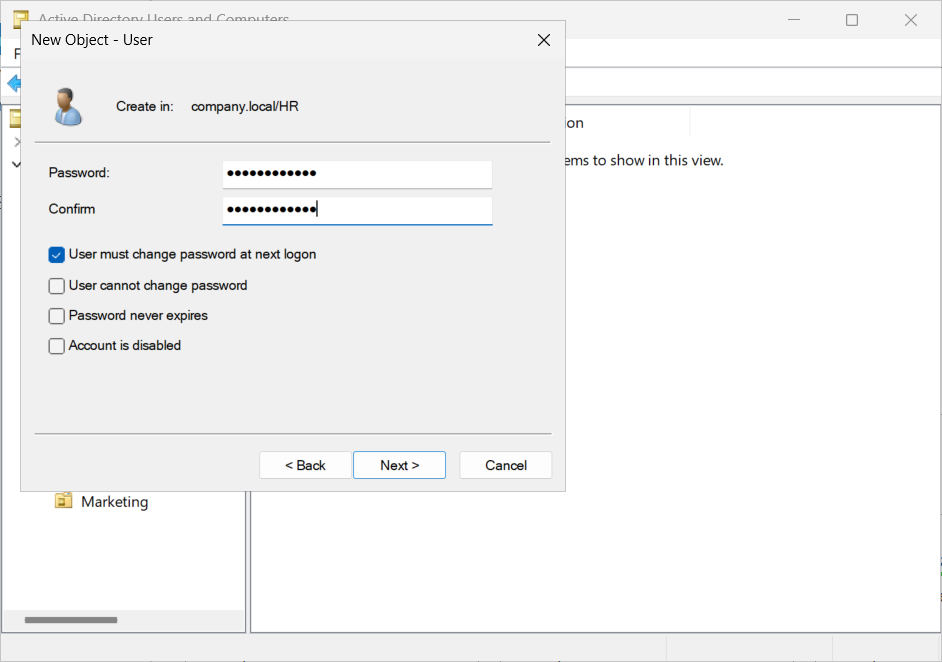 Active Directory Users and Computers
New Object - User
F
Create in: company.local/HR
on
ems to show in this view.
Password: ●●●●●●●●●●●●
Confirm ●●●●●●●●●●●●
User must change password at next logon
User cannot change password
Password never expires
Account is disabled
< Back Next > Cancel
Marketing